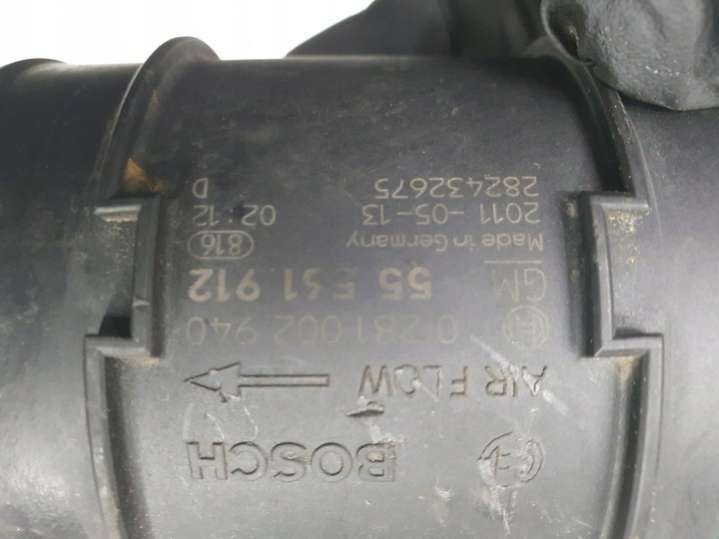 BOSCH
AIR FLOW
0 281 002 940
GM 55 561 912
Made in Germany 816
2011-05-13 02:12
282432675 D